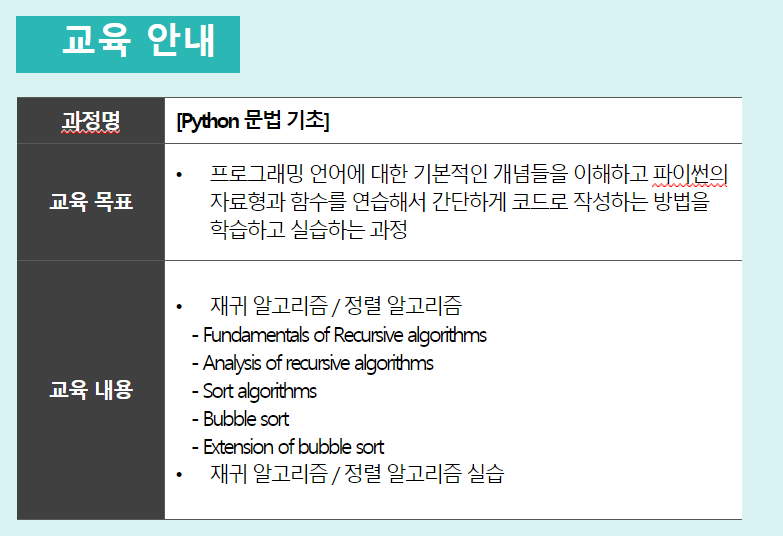 교육 안내
과정명
[Python 문법 기초]
교육 목표
• 프로그래밍 언어에 대한 기본적인 개념들을 이해하고 파이썬의
자료형과 함수를 연습해서 간단하게 코드로 작성하는 방법을
학습하고 실습하는 과정
교육 내용
• 재귀 알고리즘 / 정렬 알고리즘
- Fundamentals of Recursive algorithms
- Analysis of recursive algorithms
- Sort algorithms
- Bubble sort
- Extension of bubble sort
• 재귀 알고리즘 / 정렬 알고리즘 실습